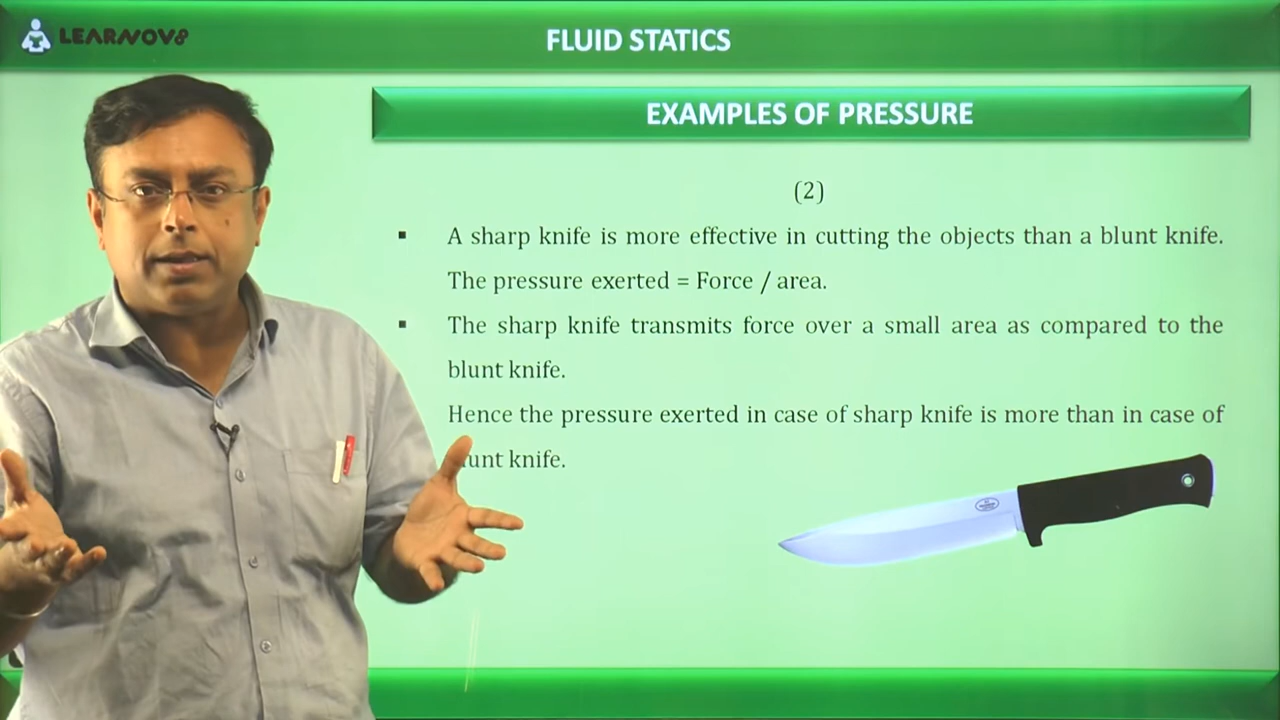 LEARNOV8
FLUID STATICS
EXAMPLES OF PRESSURE
(2)
▪ A sharp knife is more effective in cutting the objects than a blunt knife.
The pressure exerted = Force / area.
▪ The sharp knife transmits force over a small area as compared to the
blunt knife.
Hence the pressure exerted in case of sharp knife is more than in case of
knife.